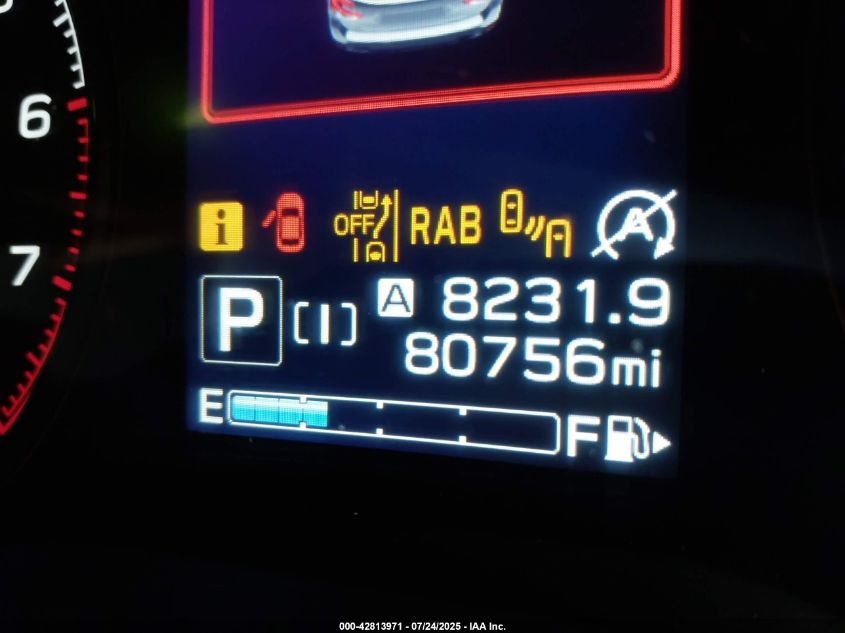 6
7
i OFF RAB A
P [I] A 8231.9
80756mi
E F
000-42813971 - 07/24/2025 - IAA Inc.